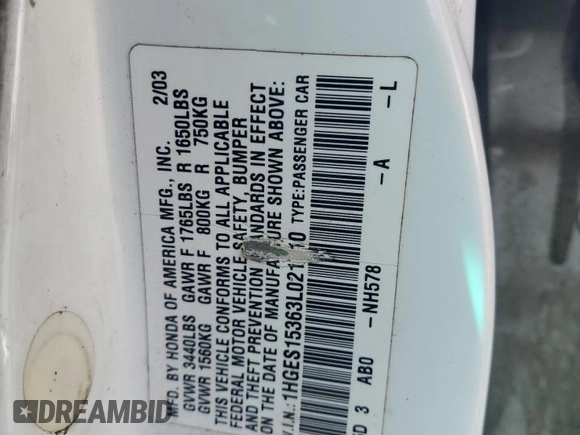 MFD. BY HONDA OF AMERICA MFG., INC. 2/03
GVWR 3440LBS GAWR F 1765LBS R 1650LBS
GVWR 1560KG GAWR F 800KG R 750KG
THIS VEHICLE CONFORMS TO ALL APPLICABLE
FEDERAL MOTOR VEHICLE SAFETY, BUMPER
AND THEFT PREVENTION STANDARDS IN EFFECT
ON THE DATE OF MANUFACTURE SHOWN ABOVE:
V.I.N.: 1HGES15363L021 10 TYPE:PASSENGER CAR
3 AB0 -NH578 -A -L
DREAMBID